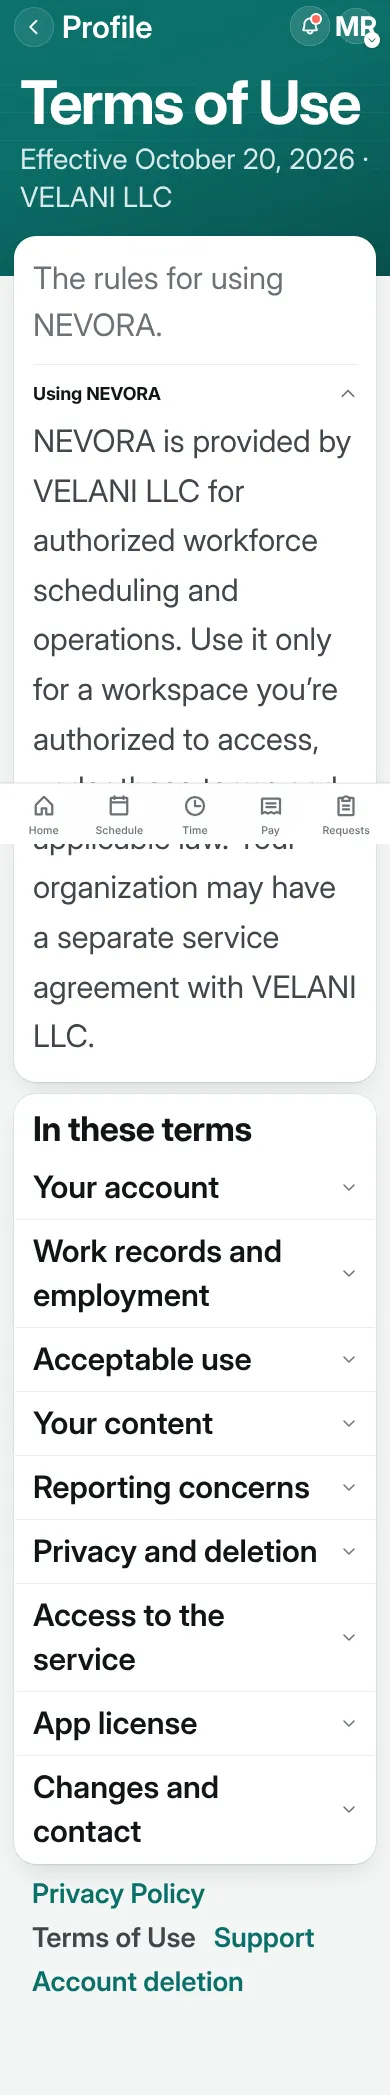 Profile
MR
Terms of Use
Effective October 20, 2026 ·
VELANI LLC
The rules for using
NEVORA.
Using NEVORA
NEVORA is provided by
VELANI LLC for
authorized workforce
scheduling and
operations. Use it only
for a workspace you’re
authorized to access,
Home
Schedule
Time
Pay
Requests
applicable law. Your
organization may have
a separate service
agreement with VELANI
LLC.
In these terms
Your account
Work records and
employment
Acceptable use
Your content
Reporting concerns
Privacy and deletion
Access to the
service
App license
Changes and
contact
Privacy Policy
Terms of Use Support
Account deletion